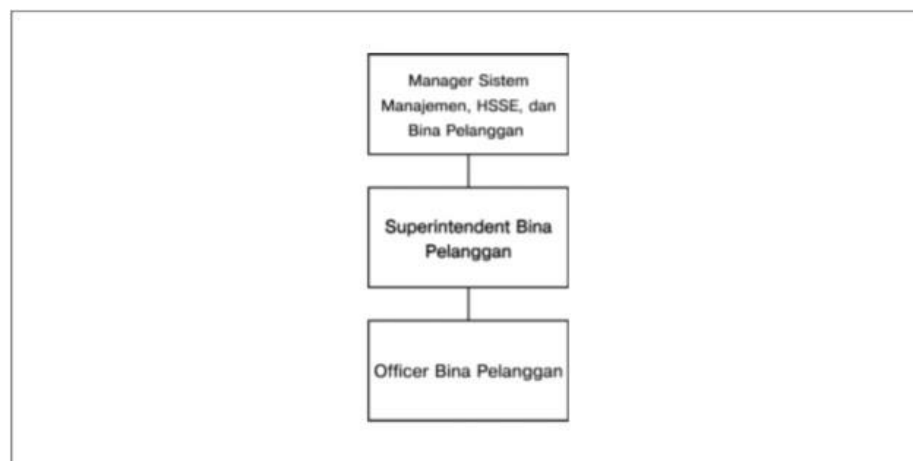 Manager Sistem
Manajemen, HSSE, dan
Bina Pelanggan
Superintendent Bina
Pelanggan
Officer Bina Pelanggan